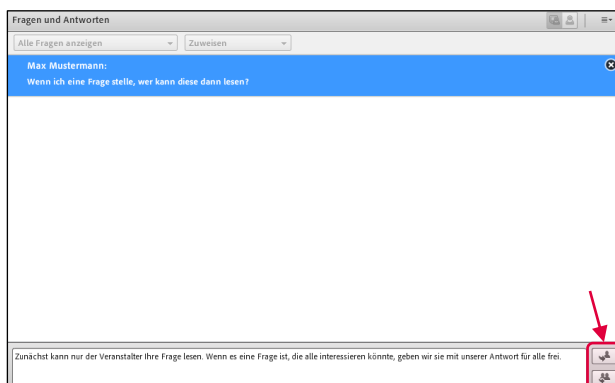 Fragen und Antworten
Alle Fragen anzeigen
Zuweisen
Max Mustermann:
Wenn ich eine Frage stelle, wer kann diese dann lesen?
Zunächst kann nur der Veranstalter Ihre Frage lesen. Wenn es eine Frage ist, die alle interessieren könnte, geben wir sie mit unserer Antwort für alle frei.